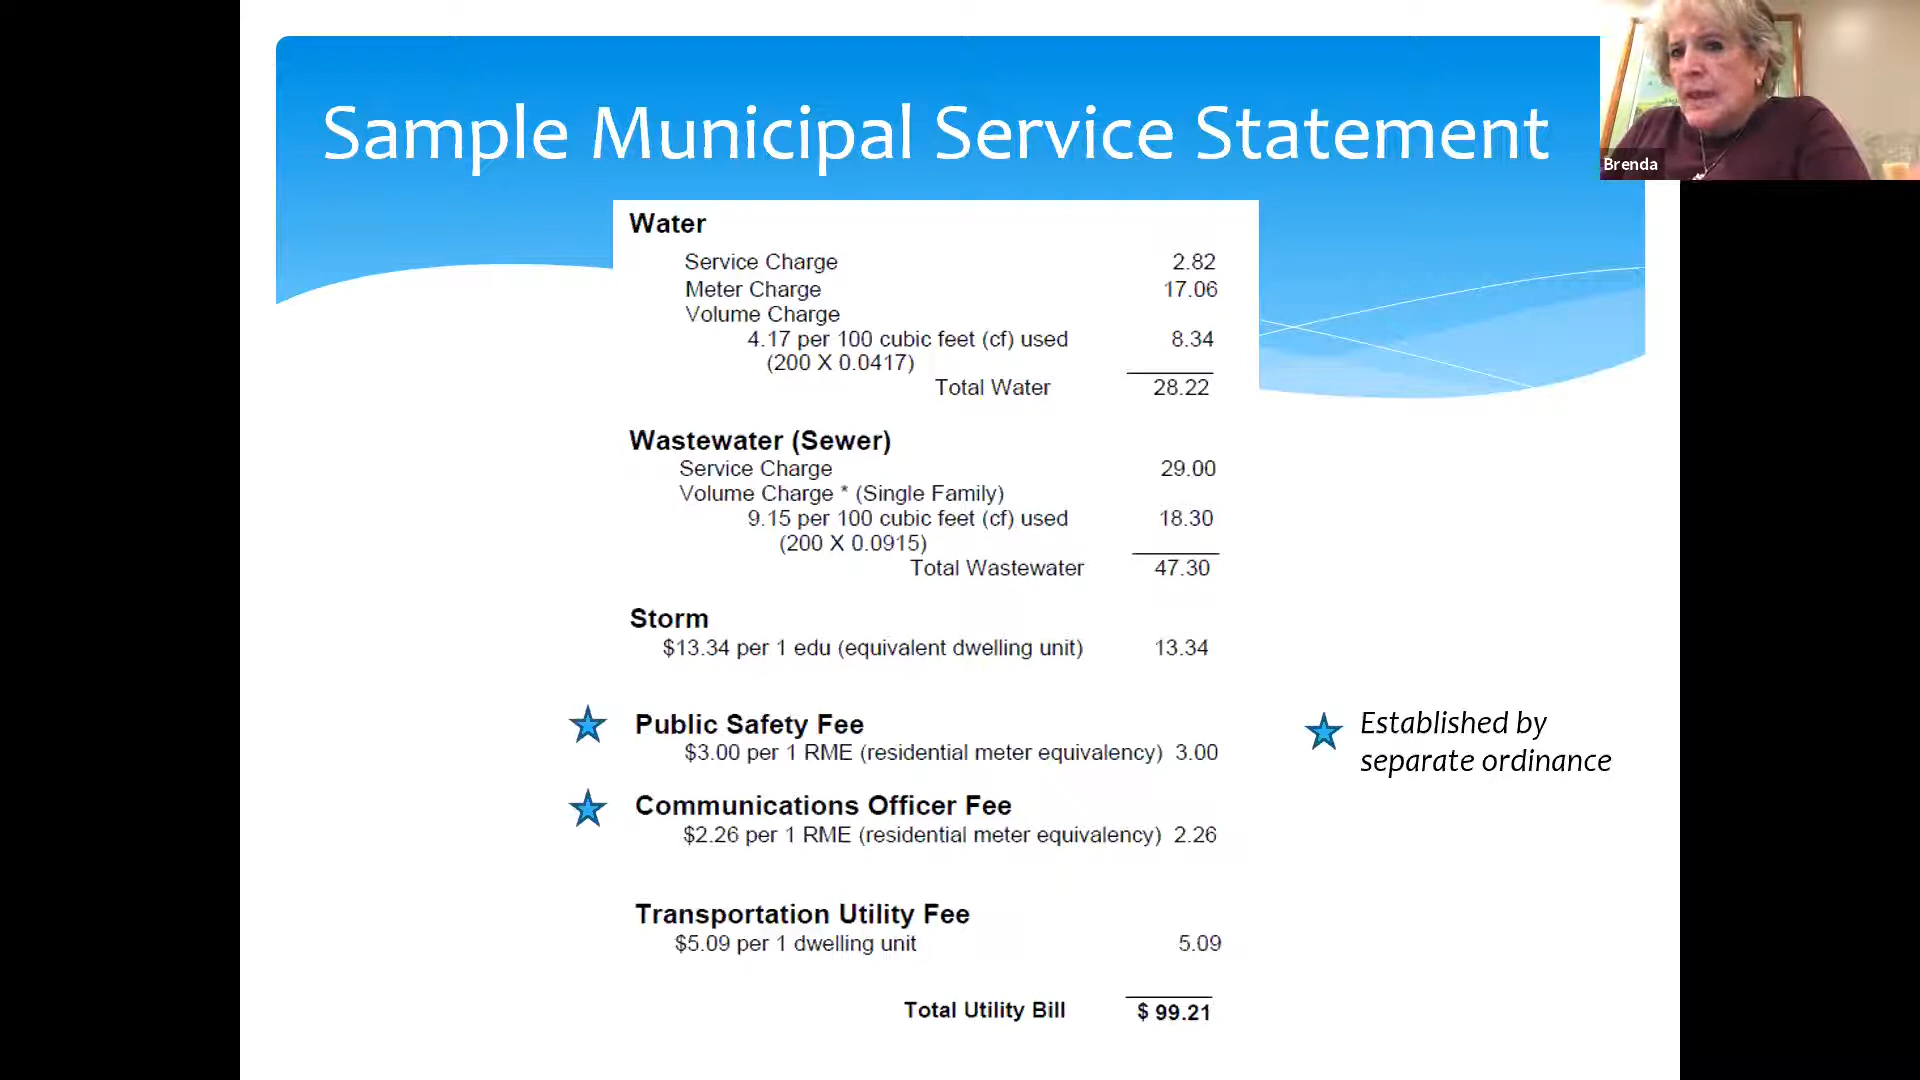 Sample Municipal Service Statement
Brenda
Water
Service Charge 2.82
Meter Charge 17.06
Volume Charge
4.17 per 100 cubic feet (cf) used 8.34
(200 X 0.0417)
Total Water 28.22
Wastewater (Sewer)
Service Charge 29.00
Volume Charge * (Single Family)
9.15 per 100 cubic feet (cf) used 18.30
(200 X 0.0915)
Total Wastewater 47.30
Storm
$13.34 per 1 edu (equivalent dwelling unit) 13.34
Public Safety Fee
$3.00 per 1 RME (residential meter equivalency) 3.00
Established by
separate ordinance
Communications Officer Fee
$2.26 per 1 RME (residential meter equivalency) 2.26
Transportation Utility Fee
$5.09 per 1 dwelling unit 5.09
Total Utility Bill $ 99.21